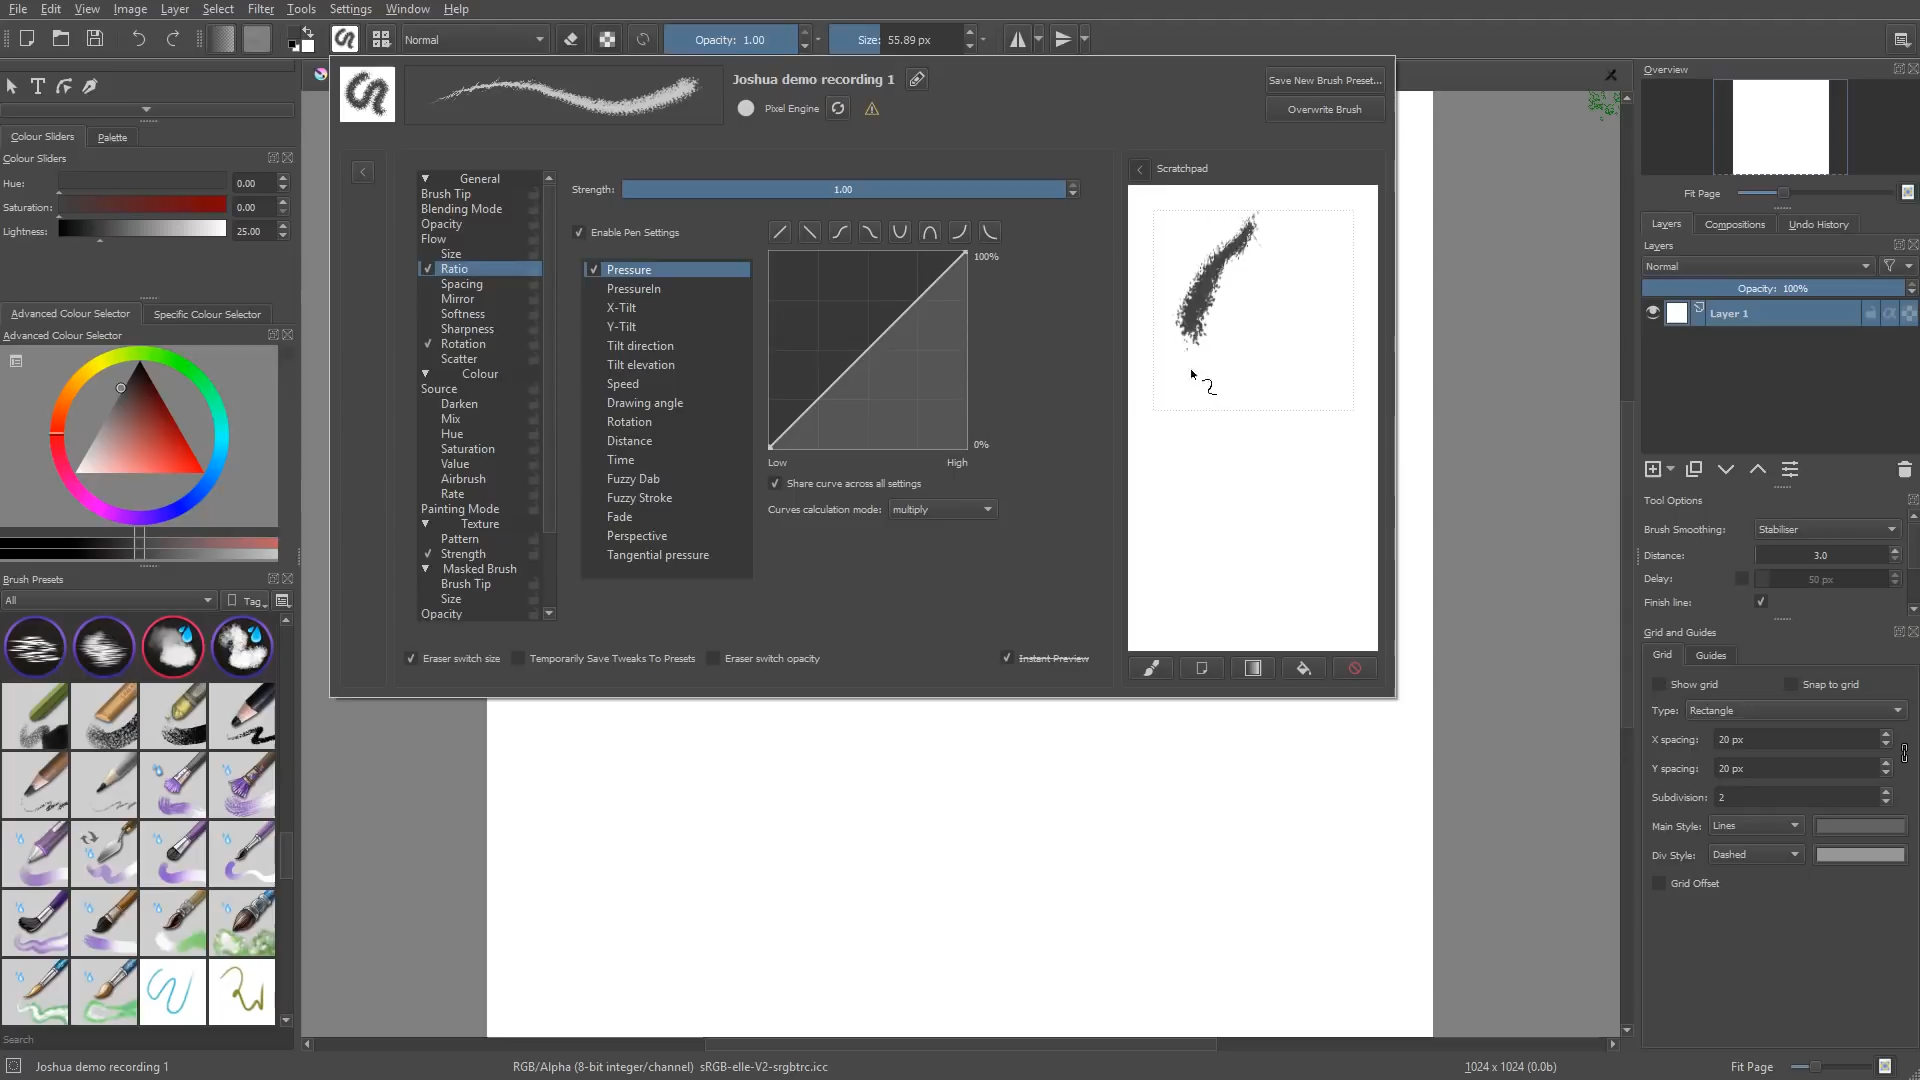 File Edit View Image Layer Select Filter Tools Settings Window Help
Normal Opacity: 1.00 Size: 55.89 px
Joshua demo recording 1
Pixel Engine
Save New Brush Preset...
Overwrite Brush
Colour Sliders Palette
Colour Sliders
Hue: 0.00
Saturation: 0.00
Lightness: 25.00
Advanced Colour Selector Specific Colour Selector
Advanced Colour Selector
Brush Presets
All Tag
Search
General
Brush Tip
Blending Mode
Opacity
Flow
Size
Ratio
Spacing
Mirror
Softness
Sharpness
Rotation
Scatter
Colour
Source
Darken
Mix
Hue
Saturation
Value
Airbrush
Rate
Painting Mode
Texture
Pattern
Strength
Masked Brush
Brush Tip
Size
Opacity
Strength: 1.00
Enable Pen Settings
Pressure
PressureIn
X-Tilt
Y-Tilt
Tilt direction
Tilt elevation
Speed
Drawing angle
Rotation
Distance
Time
Fuzzy Dab
Fuzzy Stroke
Fade
Perspective
Tangential pressure
100%
0%
Low High
Share curve across all settings
Curves calculation mode: multiply
Eraser switch size Temporarily Save Tweaks To Presets Eraser switch opacity Instant Preview
Scratchpad
Overview
Fit Page
Layers Compositions Undo History
Layers
Normal
Opacity: 100%
Layer 1
Tool Options
Brush Smoothing: Stabiliser
Distance: 3.0
Delay: 50 px
Finish line:
Grid and Guides
Grid Guides
Show grid Snap to grid
Type: Rectangle
X spacing: 20 px
Y spacing: 20 px
Subdivision: 2
Main Style: Lines
Div Style: Dashed
Grid Offset
Joshua demo recording 1 RGB/Alpha (8-bit integer/channel) sRGB-elle-V2-srgbtrc.icc 1024 x 1024 (0.0b) Fit Page